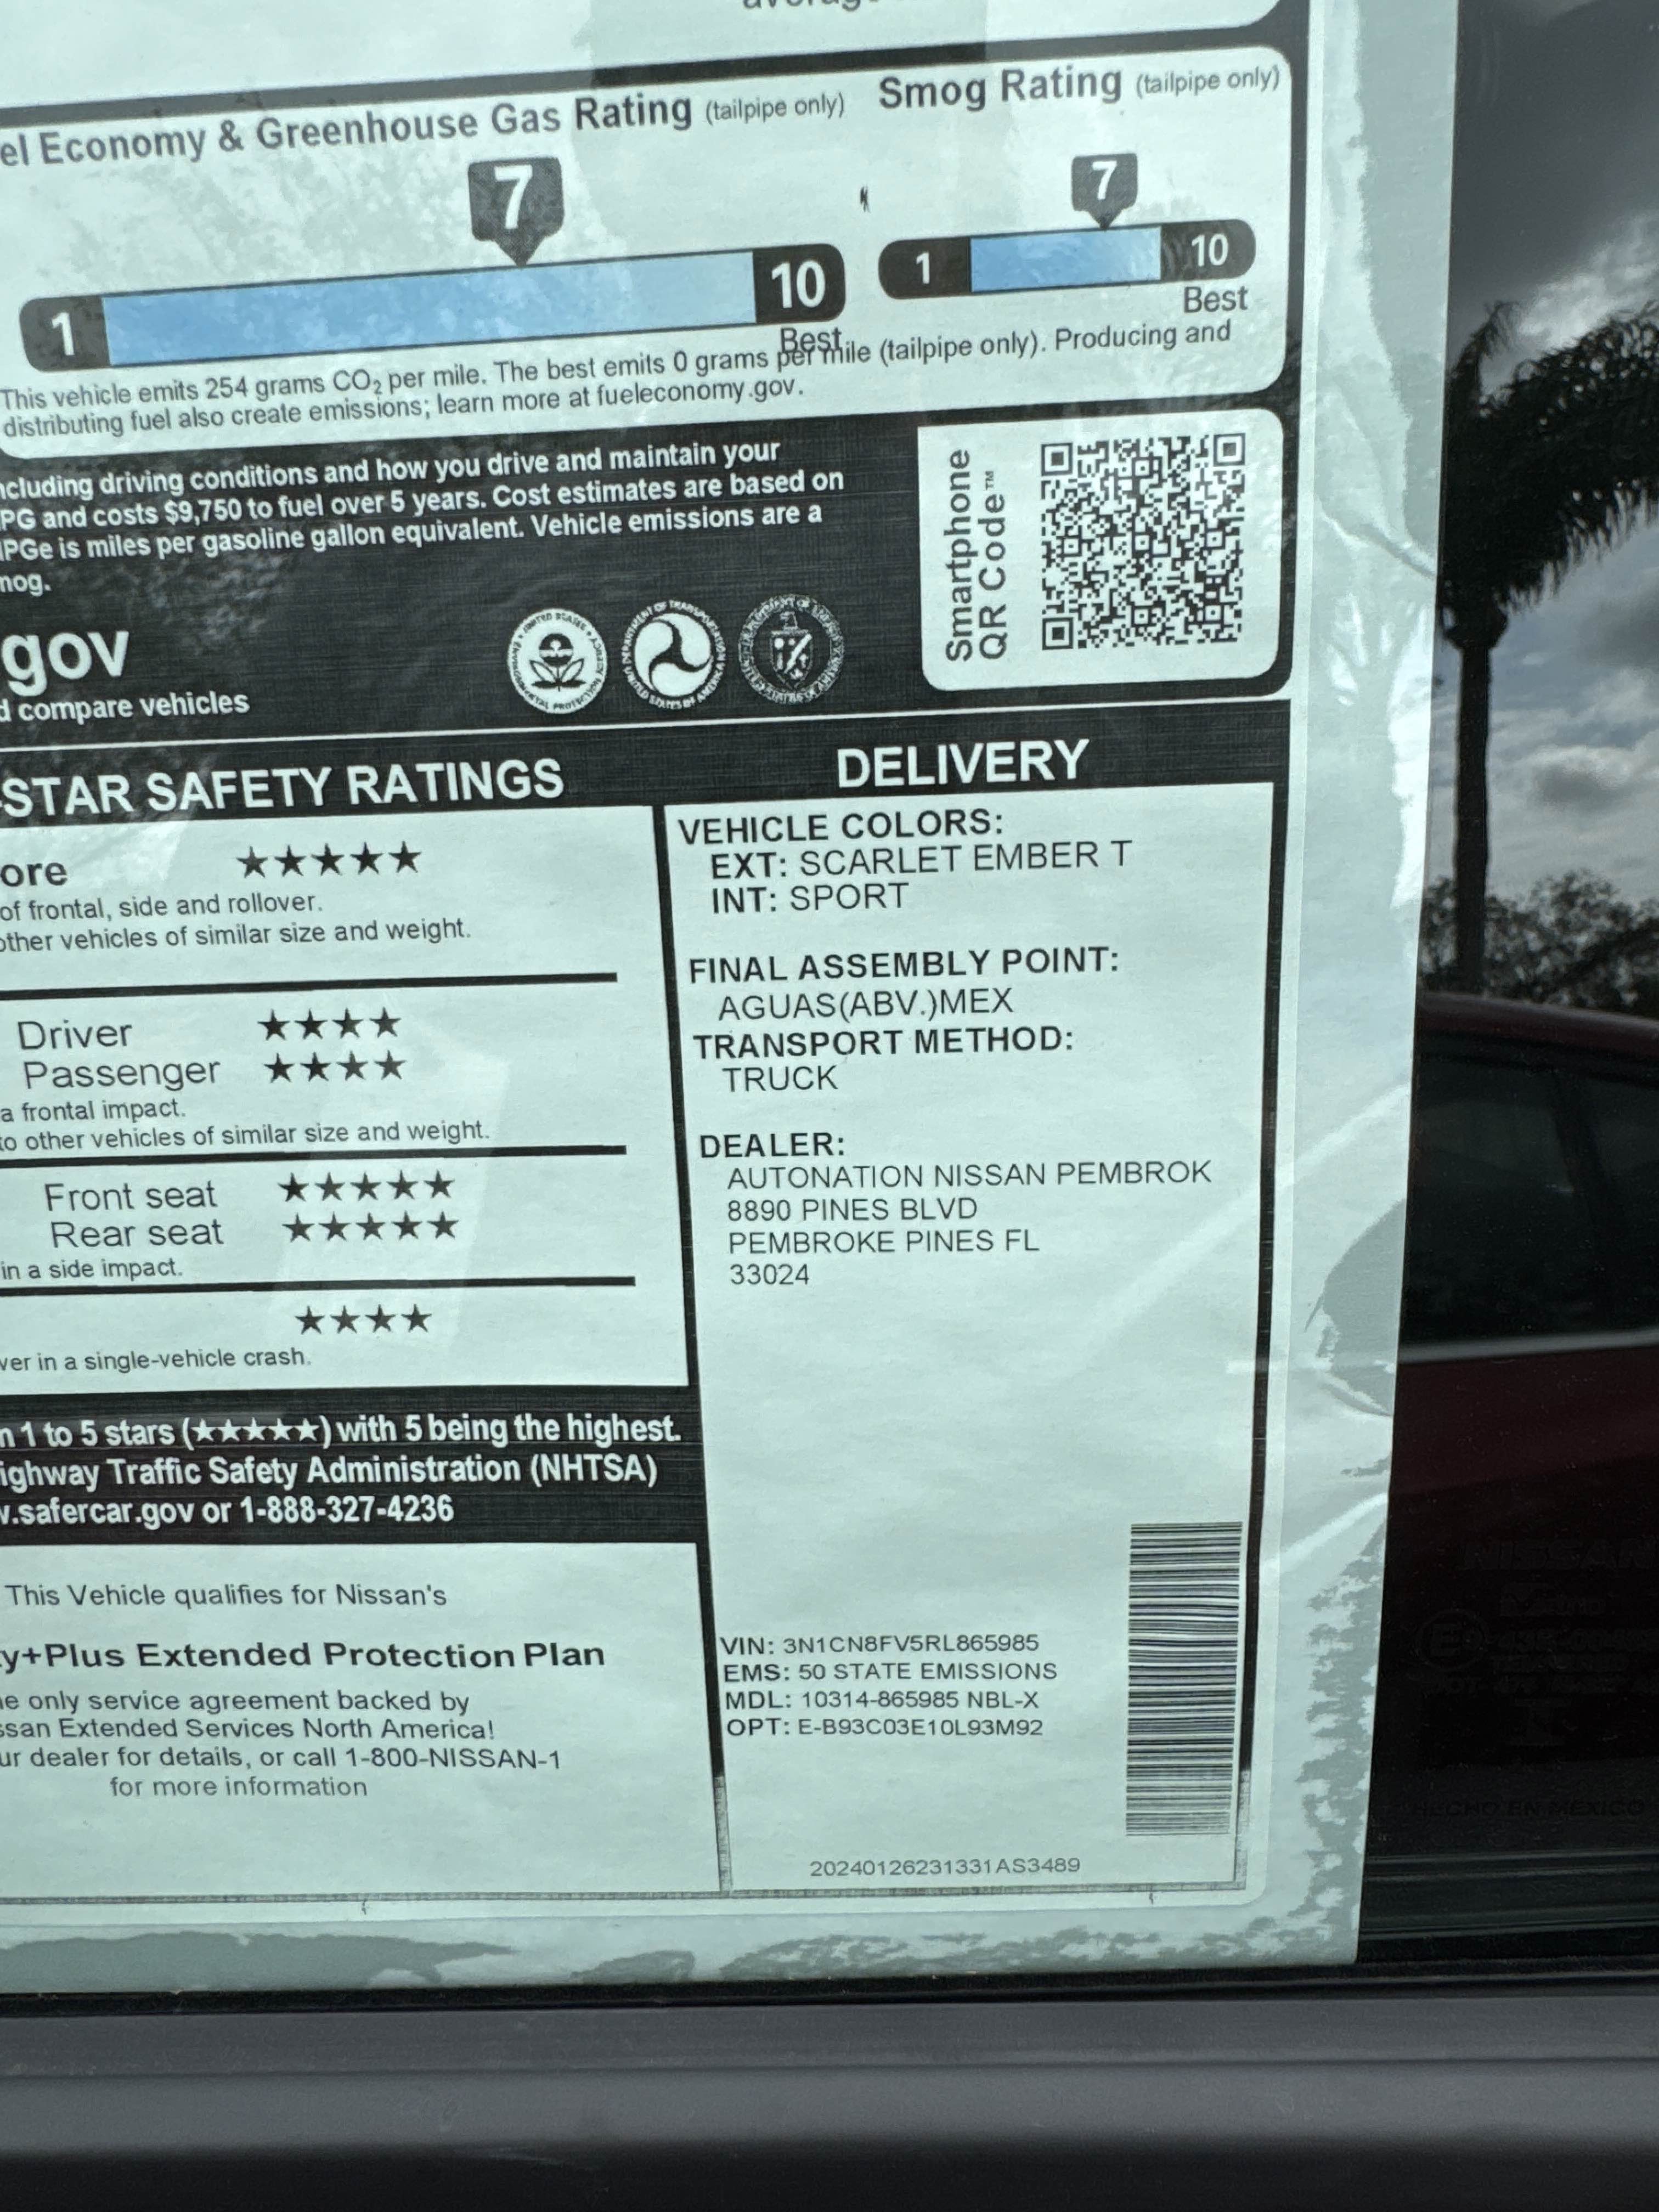 el Economy & Greenhouse Gas Rating (tailpipe only)
Smog Rating (tailpipe only)
7
1
10
Best
7
1
10
Best
This vehicle emits 254 grams CO₂ per mile. The best emits 0 grams per mile (tailpipe only). Producing and
distributing fuel also create emissions; learn more at fueleconomy.gov.
ncluding driving conditions and how you drive and maintain your
PG and costs $9,750 to fuel over 5 years. Cost estimates are based on
PGe is miles per gasoline gallon equivalent. Vehicle emissions are a
mog.
gov
d compare vehicles
Smartphone
QR Code™
-STAR SAFETY RATINGS
ore ★★★★★
of frontal, side and rollover.
other vehicles of similar size and weight.
Driver ★★★★
Passenger ★★★★
a frontal impact.
to other vehicles of similar size and weight.
Front seat ★★★★★
Rear seat ★★★★★
in a side impact.
★★★★
ver in a single-vehicle crash.
m 1 to 5 stars (★★★★★) with 5 being the highest.
ighway Traffic Safety Administration (NHTSA)
w.safercar.gov or 1-888-327-4236
This Vehicle qualifies for Nissan's
y+Plus Extended Protection Plan
he only service agreement backed by
ssan Extended Services North America!
ur dealer for details, or call 1-800-NISSAN-1
for more information
DELIVERY
VEHICLE COLORS:
EXT: SCARLET EMBER T
INT: SPORT
FINAL ASSEMBLY POINT:
AGUAS(ABV.)MEX
TRANSPORT METHOD:
TRUCK
DEALER:
AUTONATION NISSAN PEMBROK
8890 PINES BLVD
PEMBROKE PINES FL
33024
VIN: 3N1CN8FV5RL865985
EMS: 50 STATE EMISSIONS
MDL: 10314-865985 NBL-X
OPT: E-B93C03E10L93M92
20240126231331AS3489
NISSAN
HECHO EN MEXICO